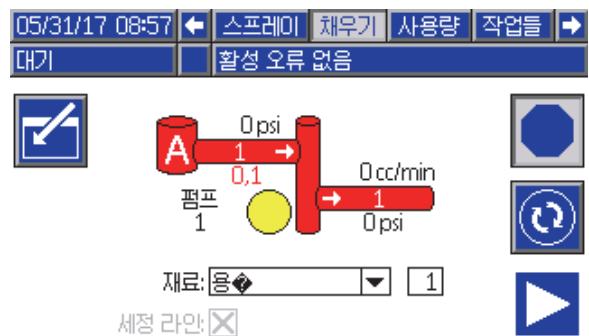 05/31/17 08:57 스프레이 채우기 사용량 작업들
대기 활성 오류 없음
0 psi
A 1
0,1
0 cc/min
펌프 1
1
0 psi
재료: 용� 1
세정 라인: